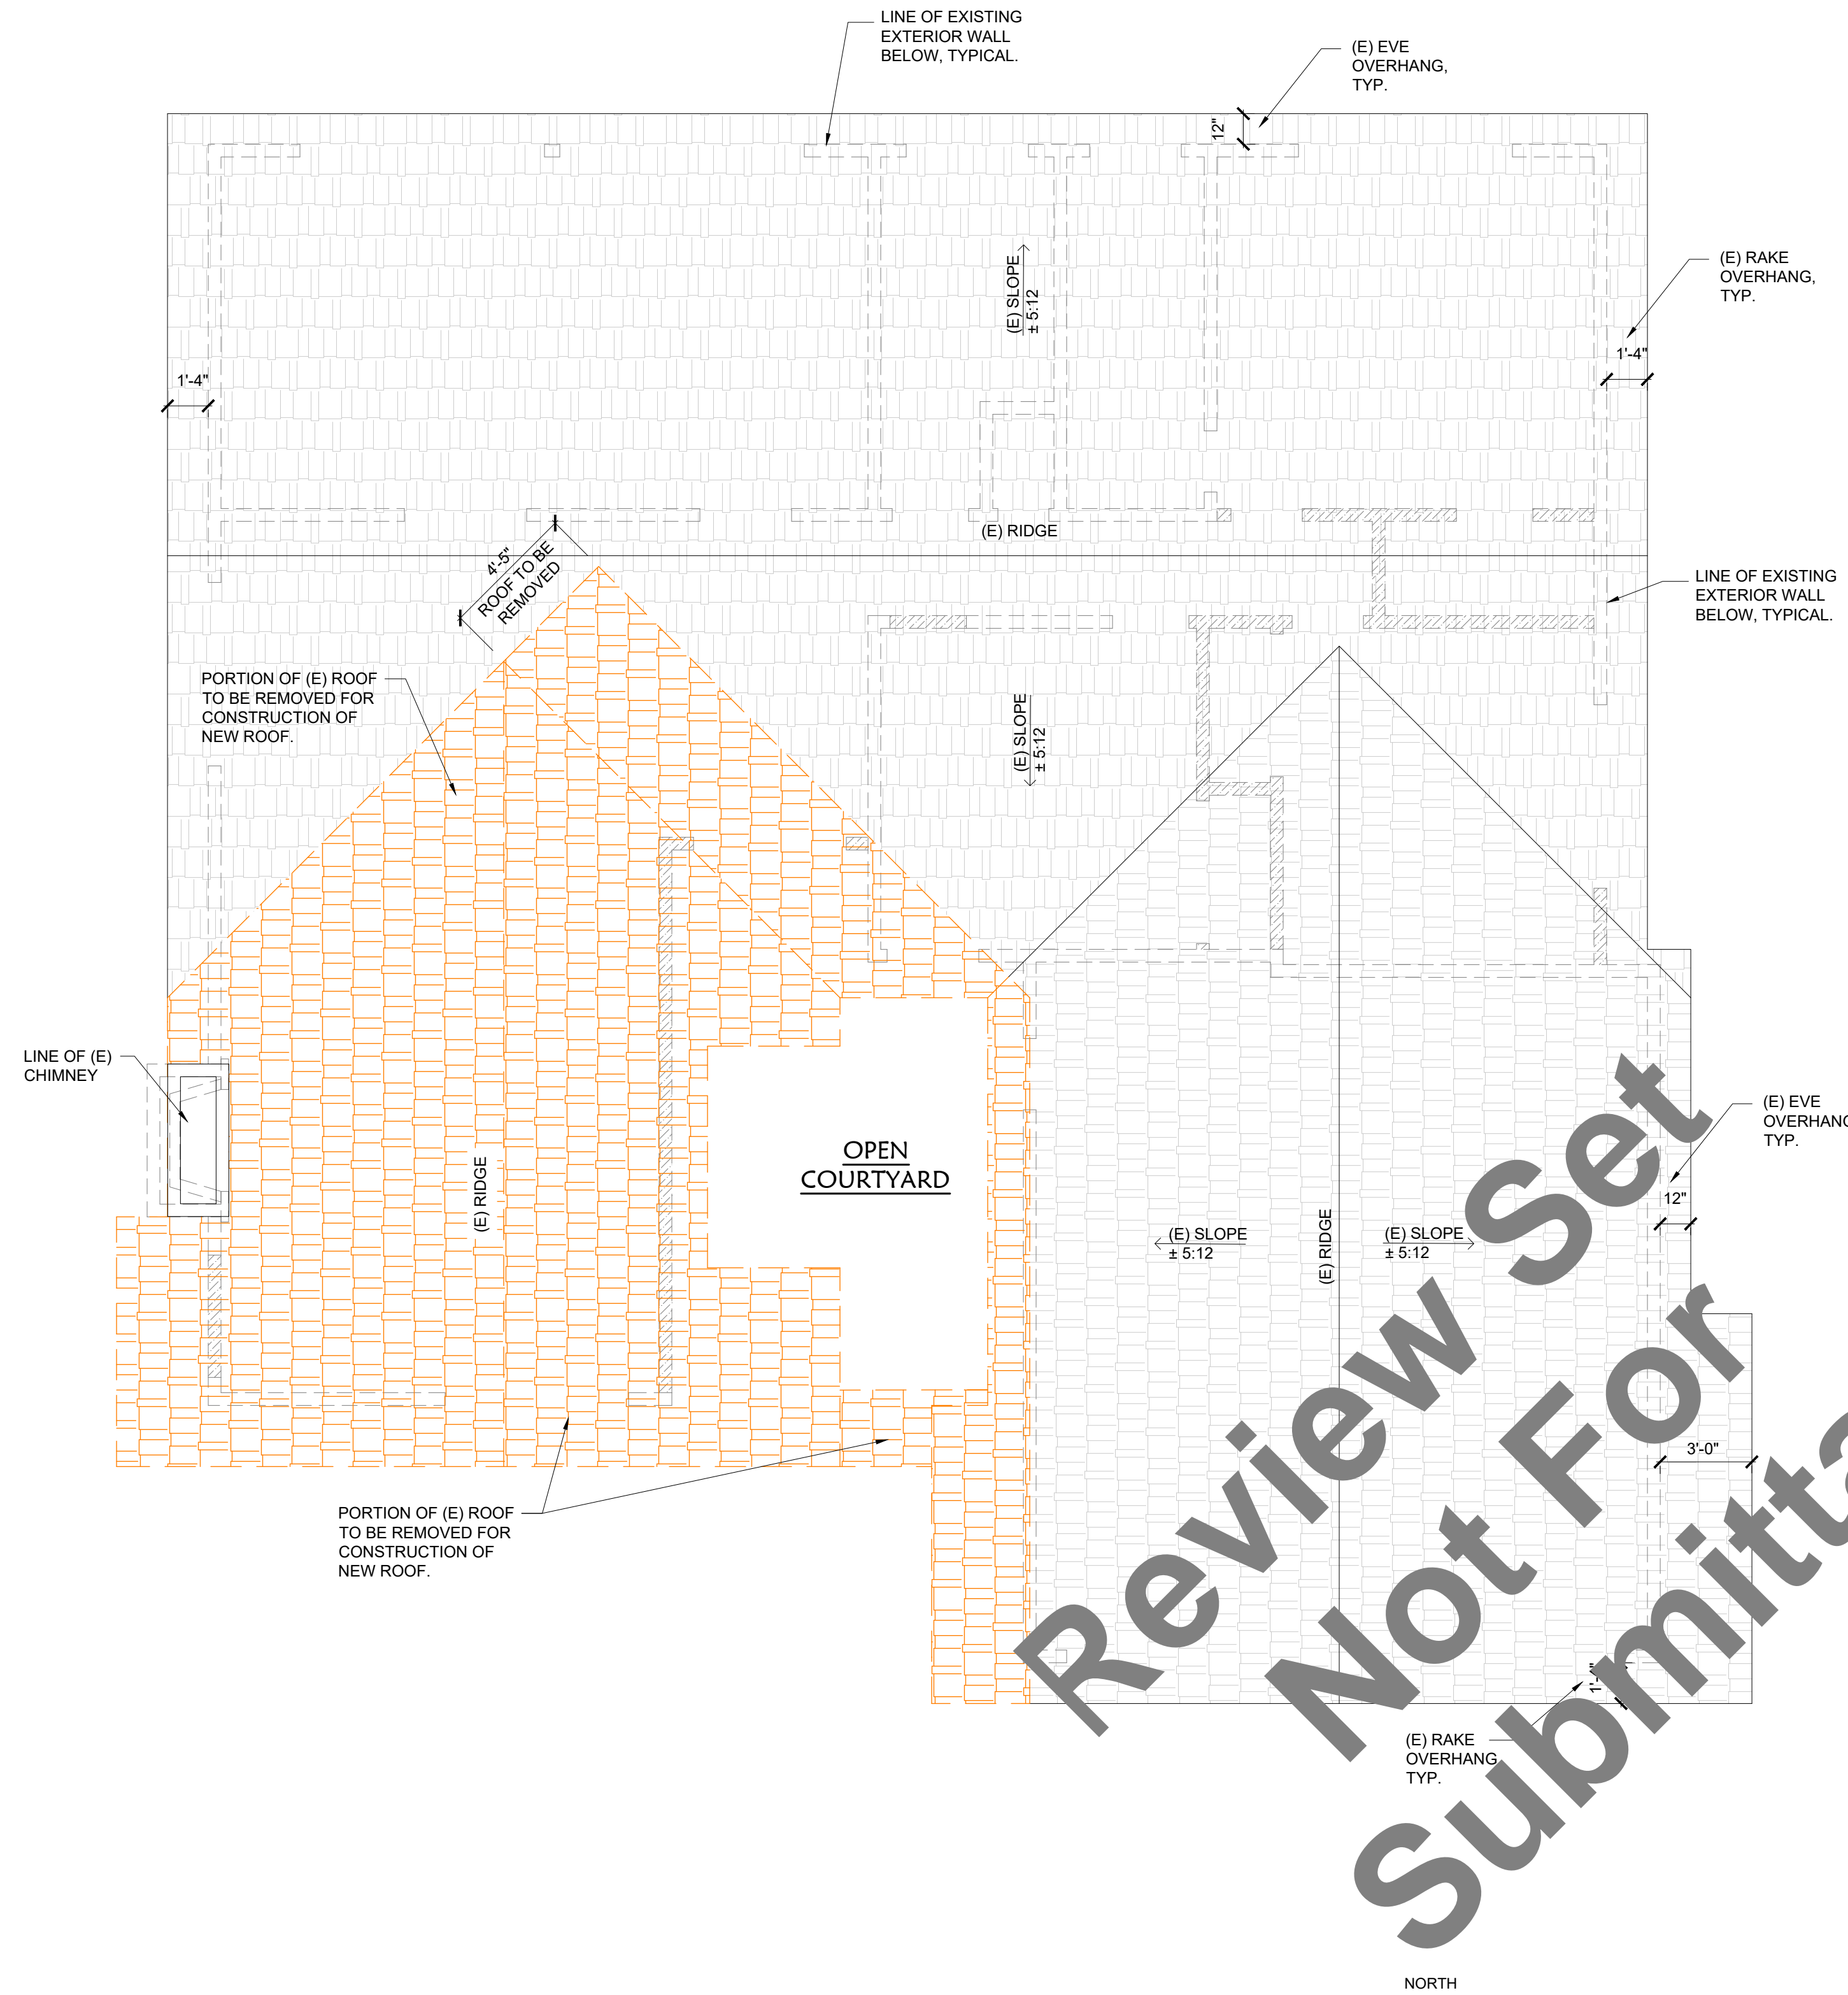 LINE OF EXISTING
EXTERIOR WALL
BELOW, TYPICAL.
(E) EVE
OVERHANG,
TYP.
12"
(E) RAKE
OVERHANG,
TYP.
1'-4"
1'-4"
(E) SLOPE
± 5:12
(E) RIDGE
4'-5"
ROOF TO BE
REMOVED
LINE OF EXISTING
EXTERIOR WALL
BELOW, TYPICAL.
PORTION OF (E) ROOF
TO BE REMOVED FOR
CONSTRUCTION OF
NEW ROOF.
(E) SLOPE
± 5:12
LINE OF (E)
CHIMNEY
(E) RIDGE
OPEN
COURTYARD
(E) EVE
OVERHANG
TYP.
12"
(E) SLOPE
± 5:12
(E) RIDGE
(E) SLOPE
± 5:12
3'-0"
PORTION OF (E) ROOF
TO BE REMOVED FOR
CONSTRUCTION OF
NEW ROOF.
(E) RAKE
OVERHANG
TYP.
Review Set
Not For
Submitta
NORTH